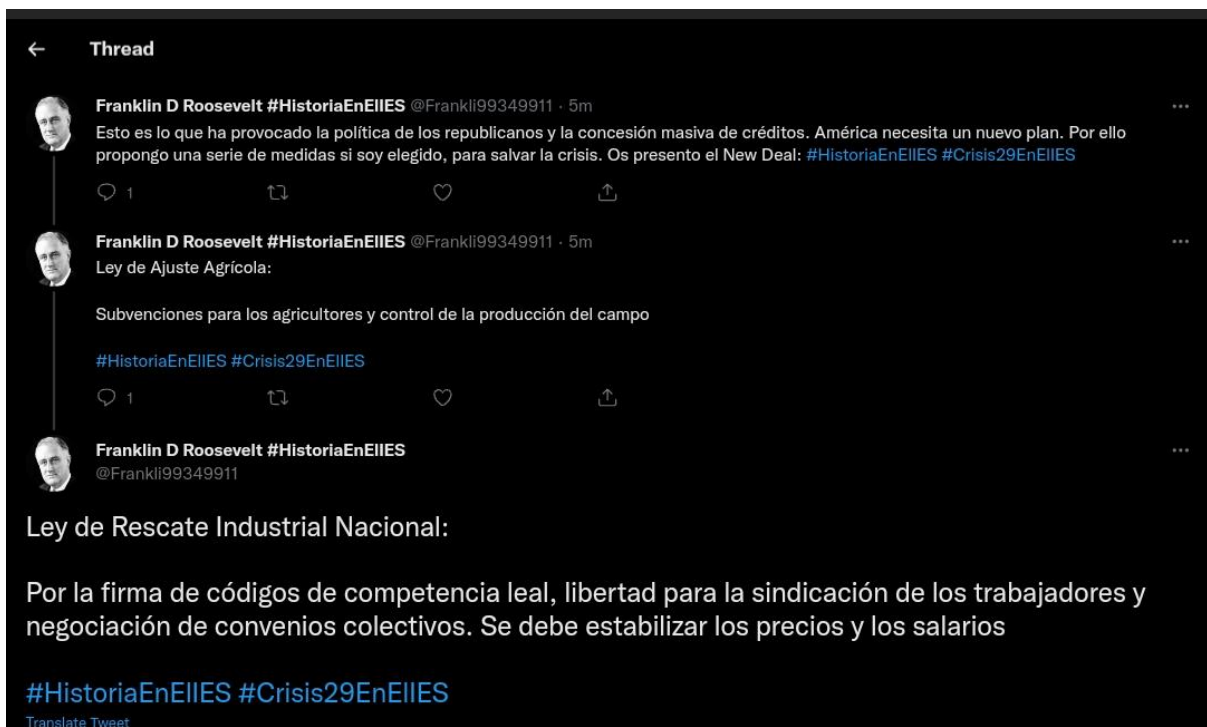 Thread
Franklin D Roosevelt #HistoriaEnElIES @Frankli99349911 · 5m
Esto es lo que ha provocado la política de los republicanos y la concesión masiva de créditos. América necesita un nuevo plan. Por ello
propongo una serie de medidas si soy elegido, para salvar la crisis. Os presento el New Deal: #HistoriaEnElIES #Crisis29EnElIES
1
Franklin D Roosevelt #HistoriaEnElIES @Frankli99349911 · 5m
Ley de Ajuste Agrícola:
Subvenciones para los agricultores y control de la producción del campo
#HistoriaEnElIES #Crisis29EnElIES
1
Franklin D Roosevelt #HistoriaEnElIES
@Frankli99349911
Ley de Rescate Industrial Nacional:
Por la firma de códigos de competencia leal, libertad para la sindicación de los trabajadores y
negociación de convenios colectivos. Se debe estabilizar los precios y los salarios
#HistoriaEnElIES #Crisis29EnElIES
Translate Tweet